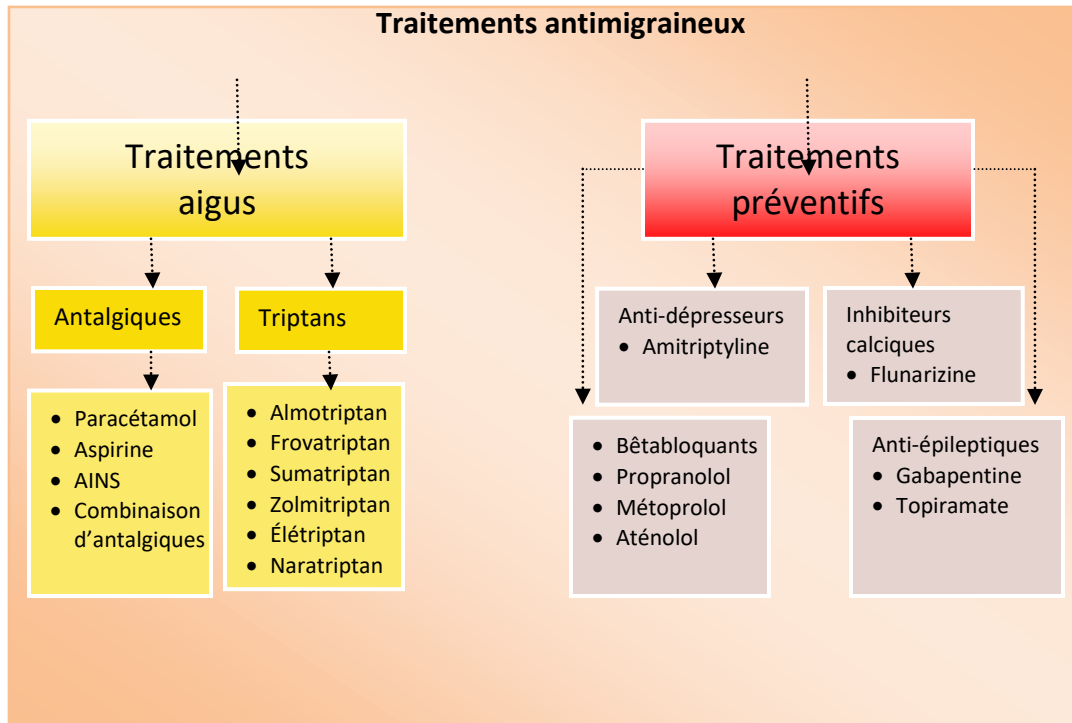 Traitements antimigraineux
Traitements
aigus
Antalgiques
• Paracétamol
• Aspirine
• AINS
• Combinaison
d’antalgiques
Triptans
• Almotriptan
• Frovatriptan
• Sumatriptan
• Zolmitriptan
• Élétriptan
• Naratriptan
Traitements
préventifs
Anti-dépresseurs
• Amitriptyline
Inhibiteurs
calciques
• Flunarizine
• Bêtabloquants
• Propranolol
• Métoprolol
• Aténolol
Anti-épileptiques
• Gabapentine
• Topiramate